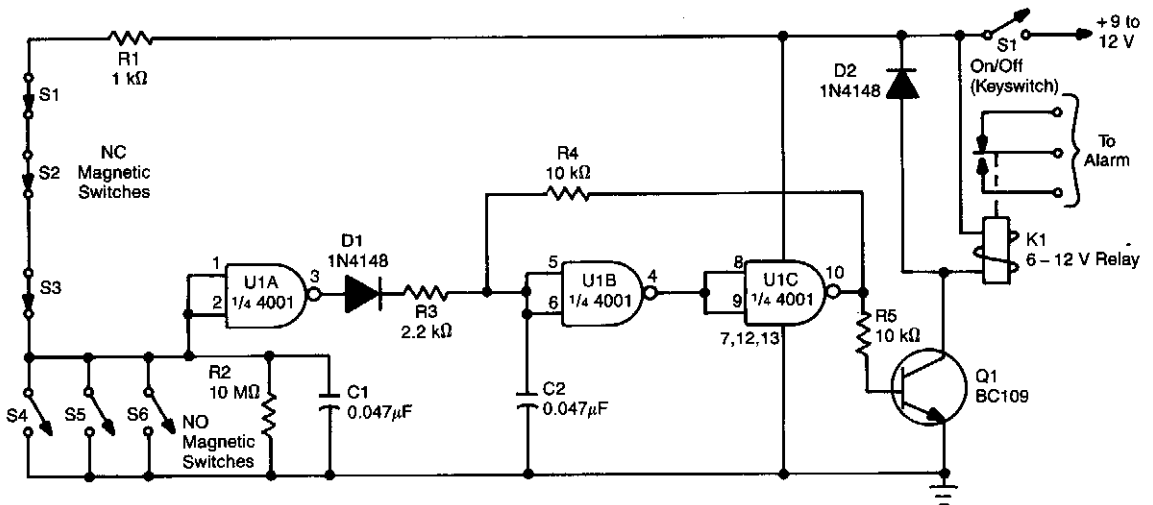 R1
1 kΩ
S1
S2
NC
Magnetic
Switches
S3
D1
1N4148
R4
10 kΩ
D2
1N4148
S1
On/Off
(Keyswitch)
+9 to
12 V
To
Alarm
K1
6 – 12 V Relay
1
2
U1A
1/4 4001
3
R3
2.2 kΩ
5
6
U1B
1/4 4001
4
8
9
U1C
1/4 4001
10
7,12,13
R5
10 kΩ
Q1
BC109
R2
10 MΩ
C1
0.047µF
C2
0.047µF
S4
S5
S6
NO
Magnetic
Switches